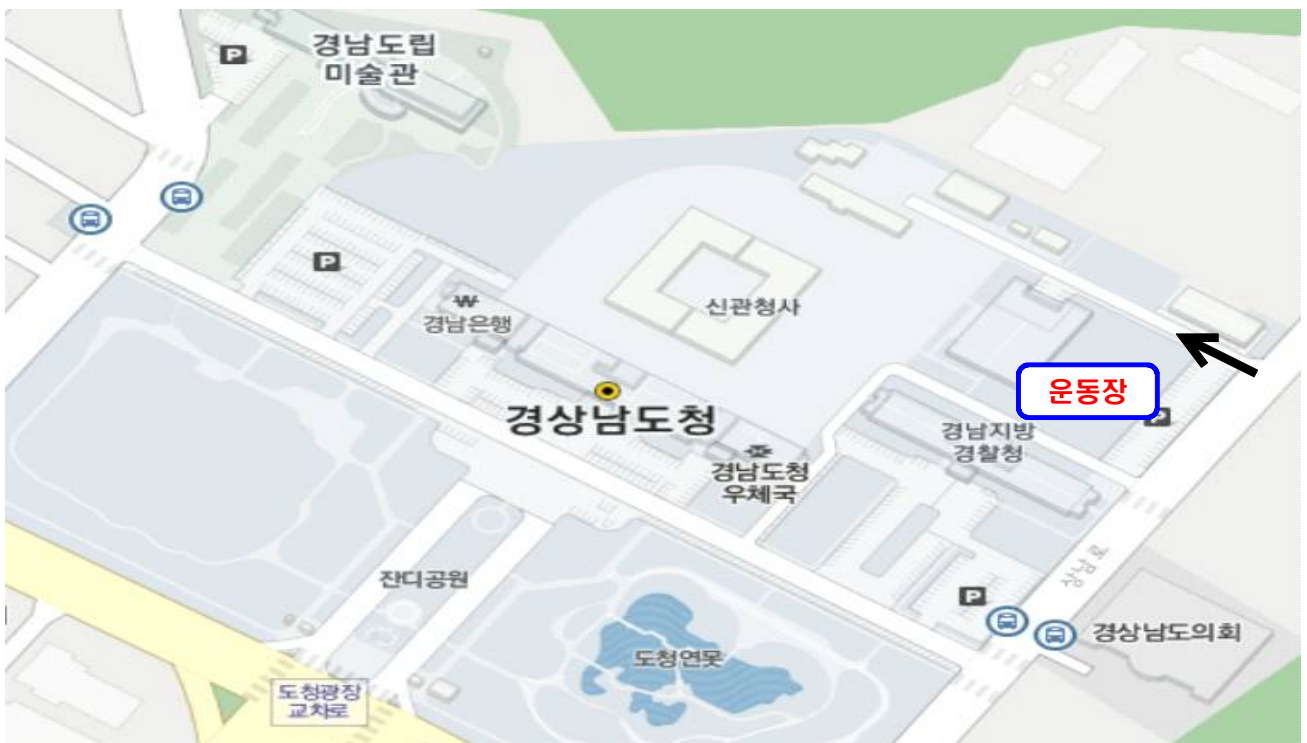 P
경남도립
미술관
P
₩
경남은행
신관청사
운동장
P
경상남도청
경남지방
경찰청
경남도청
우체국
상남로
잔디공원
P
경상남도의회
도청연못
도청광장
교차로